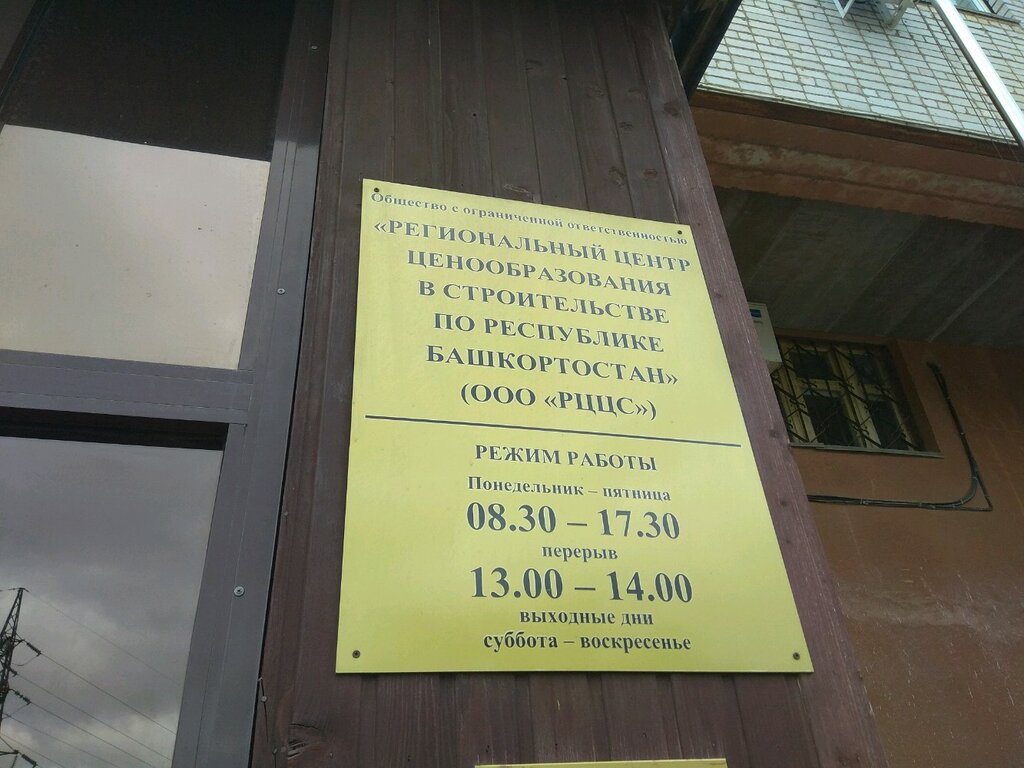 Общество с ограниченной ответственностью
«РЕГИОНАЛЬНЫЙ ЦЕНТР
ЦЕНООБРАЗОВАНИЯ
В СТРОИТЕЛЬСТВЕ
ПО РЕСПУБЛИКЕ
БАШКОРТОСТАН»
(ООО «РЦЦС»)
РЕЖИМ РАБОТЫ
Понедельник – пятница
08.30 – 17.30
перерыв
13.00 – 14.00
выходные дни
суббота – воскресенье